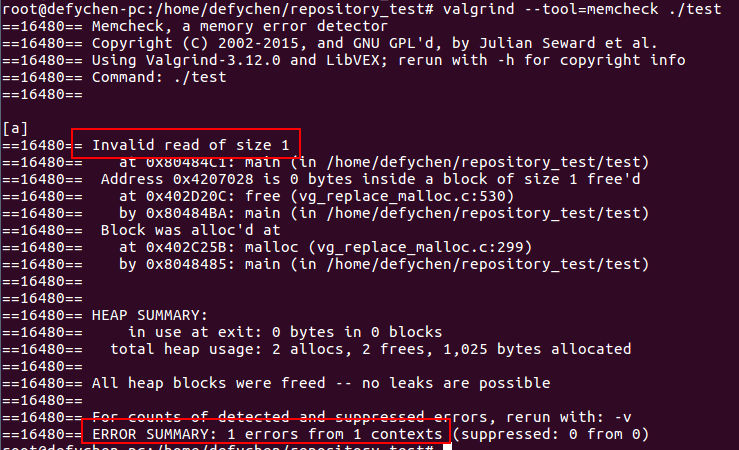 root@defychen-pc:/home/defychen/repository_test# valgrind --tool=memcheck ./test
==16480== Memcheck, a memory error detector
==16480== Copyright (C) 2002-2015, and GNU GPL'd, by Julian Seward et al.
==16480== Using Valgrind-3.12.0 and LibVEX; rerun with -h for copyright info
==16480== Command: ./test
==16480==
[a]
==16480== Invalid read of size 1
==16480==    at 0x80484C1: main (in /home/defychen/repository_test/test)
==16480==  Address 0x4207028 is 0 bytes inside a block of size 1 free'd
==16480==    at 0x402D20C: free (vg_replace_malloc.c:530)
==16480==    by 0x80484BA: main (in /home/defychen/repository_test/test)
==16480==  Block was alloc'd at
==16480==    at 0x402C25B: malloc (vg_replace_malloc.c:299)
==16480==    by 0x8048485: main (in /home/defychen/repository_test/test)
==16480==
==16480==
==16480== HEAP SUMMARY:
==16480==     in use at exit: 0 bytes in 0 blocks
==16480==   total heap usage: 2 allocs, 2 frees, 1,025 bytes allocated
==16480==
==16480== All heap blocks were freed -- no leaks are possible
==16480==
==16480== For counts of detected and suppressed errors, rerun with: -v
==16480== ERROR SUMMARY: 1 errors from 1 contexts (suppressed: 0 from 0)
root@defychen-pc:/home/defychen/repository_test#